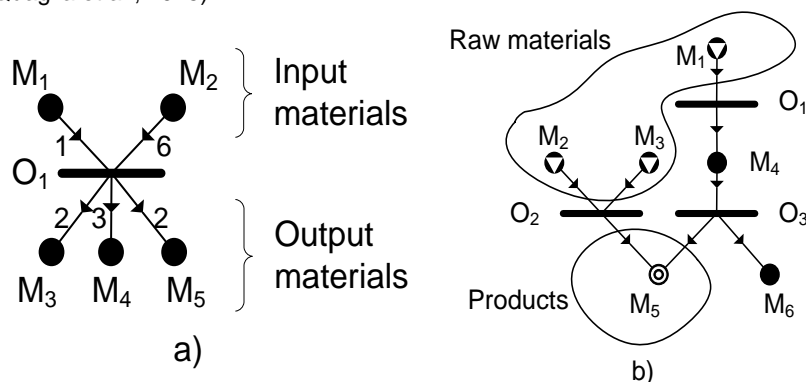 M1 M2
Input
materials
1 6
O1
2 3 2
Output
materials
M3 M4 M5
a)
Raw materials
M1
O1
M2 M3
M4
O2 O3
Products
M5 M6
b)